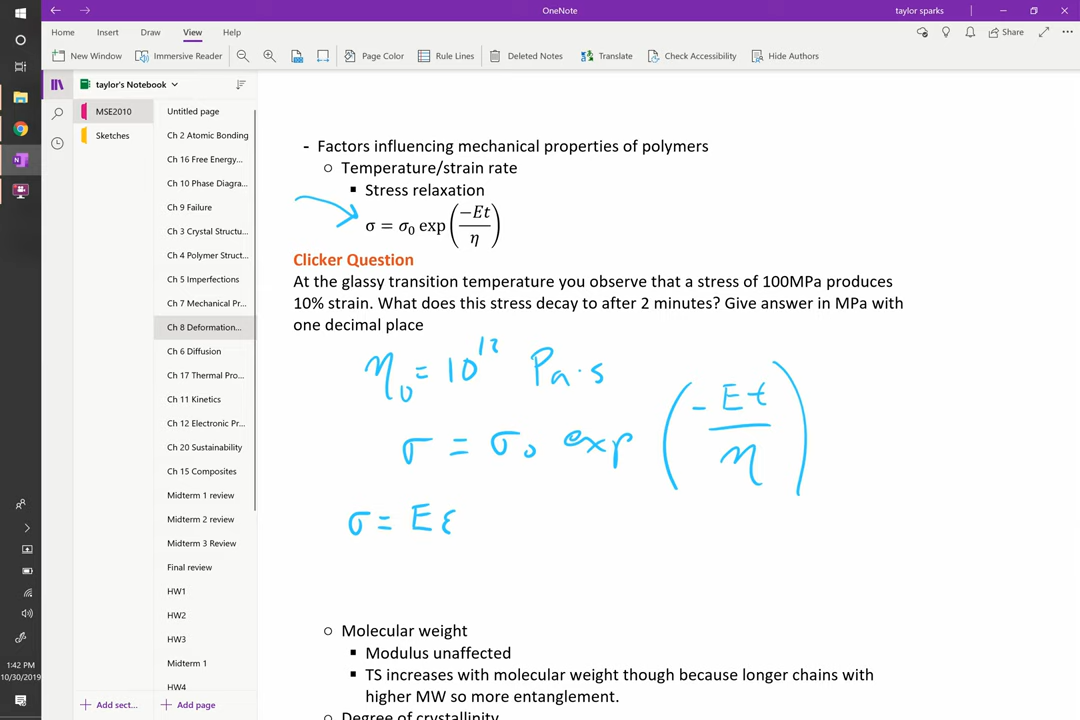 OneNote
taylor sparks
Home Insert Draw View Help
Share
New Window Immersive Reader Page Color Rule Lines Deleted Notes Translate Check Accessibility Hide Authors
taylor's Notebook
MSE2010
Sketches
Untitled page
Ch 2 Atomic Bonding
Ch 16 Free Energy...
Ch 10 Phase Diagra...
Ch 9 Failure
Ch 3 Crystal Structu...
Ch 4 Polymer Struct...
Ch 5 Imperfections
Ch 7 Mechanical Pr...
Ch 8 Deformation...
Ch 6 Diffusion
Ch 17 Thermal Pro...
Ch 11 Kinetics
Ch 12 Electronic Pr...
Ch 20 Sustainability
Ch 15 Composites
Midterm 1 review
Midterm 2 review
Midterm 3 Review
Final review
HW1
HW2
HW3
Midterm 1
HW4
Add sect...
Add page
1:42 PM
10/30/2019
- Factors influencing mechanical properties of polymers
○ Temperature/strain rate
▪ Stress relaxation
σ = σ₀ exp(−Et/η)
Clicker Question
At the glassy transition temperature you observe that a stress of 100MPa produces
10% strain. What does this stress decay to after 2 minutes? Give answer in MPa with
one decimal place
η₀ = 10¹² Pa·s
σ = σ₀ exp(−Et/η)
σ = Eε
○ Molecular weight
▪ Modulus unaffected
▪ TS increases with molecular weight though because longer chains with
higher MW so more entanglement.
○ Degree of crystallinity